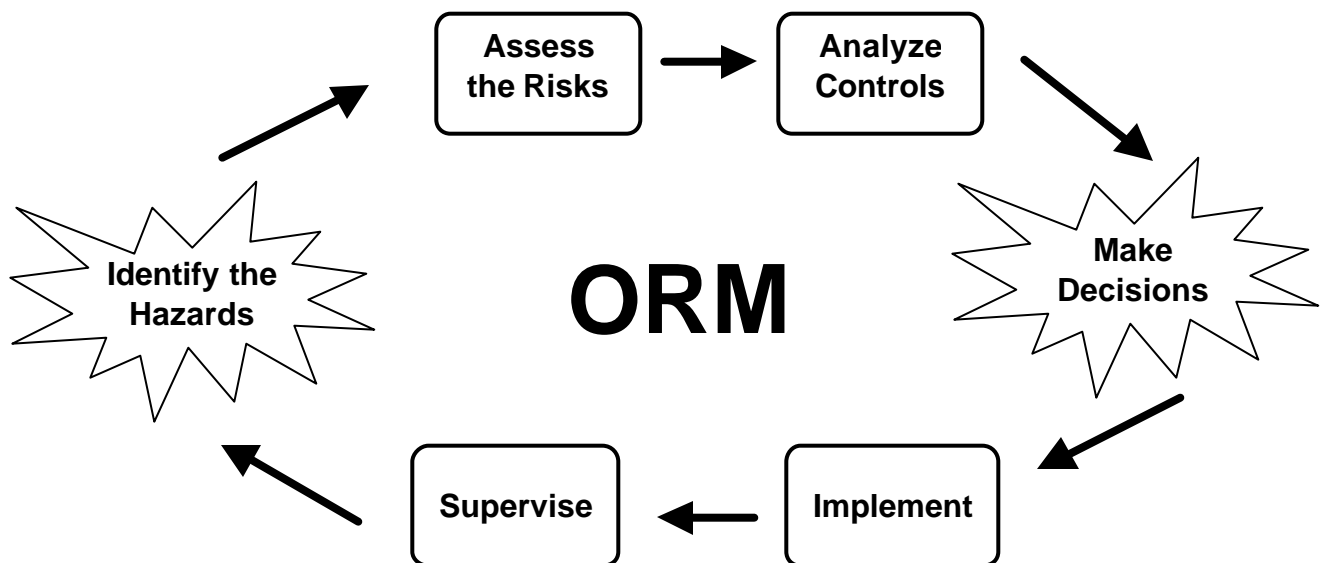 Assess
the Risks
Analyze
Controls
Identify the
Hazards
ORM
Make
Decisions
Supervise
Implement